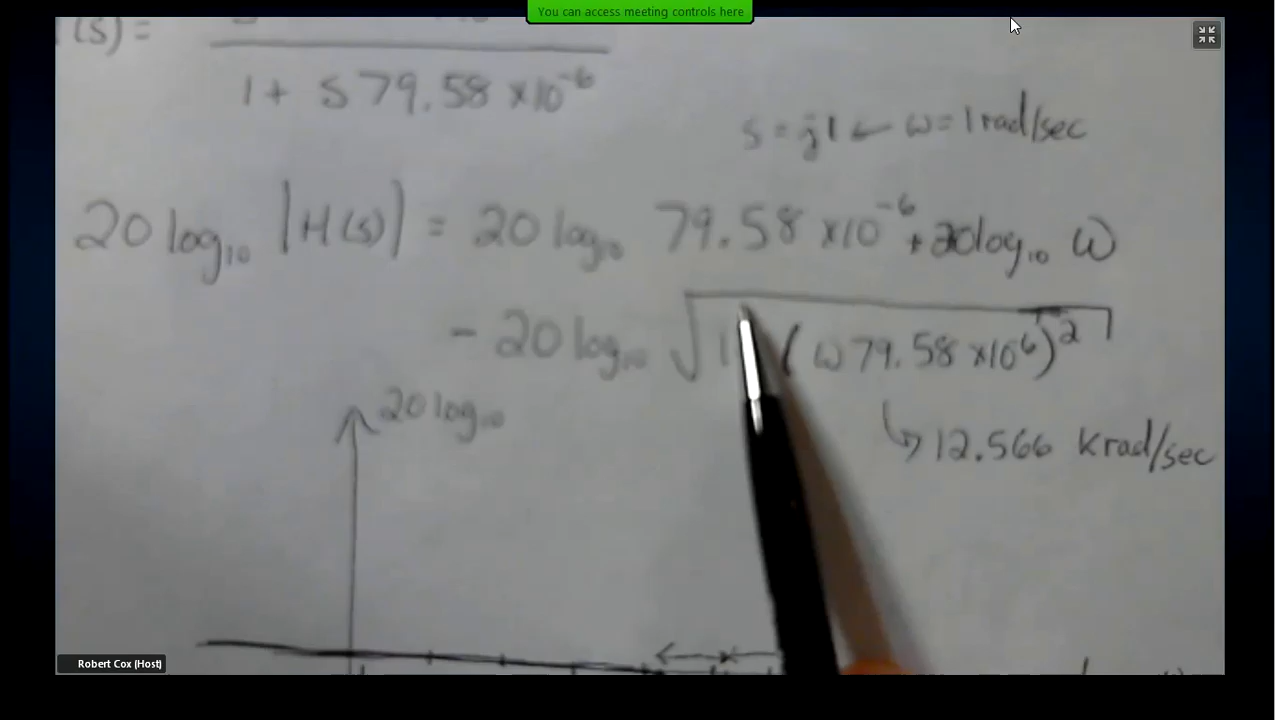 You can access meeting controls here
(s) =
1 + S 79.58 x10⁻⁶
s = j1 ← ω = 1 rad/sec
20 log₁₀ |H(s)| = 20 log₁₀ 79.58 x10⁻⁶ + 20 log₁₀ ω
- 20 log₁₀ √1 (ω 79.58 x10⁶)²
↳ 12.566 krad/sec
20 log₁₀
Robert Cox (Host)